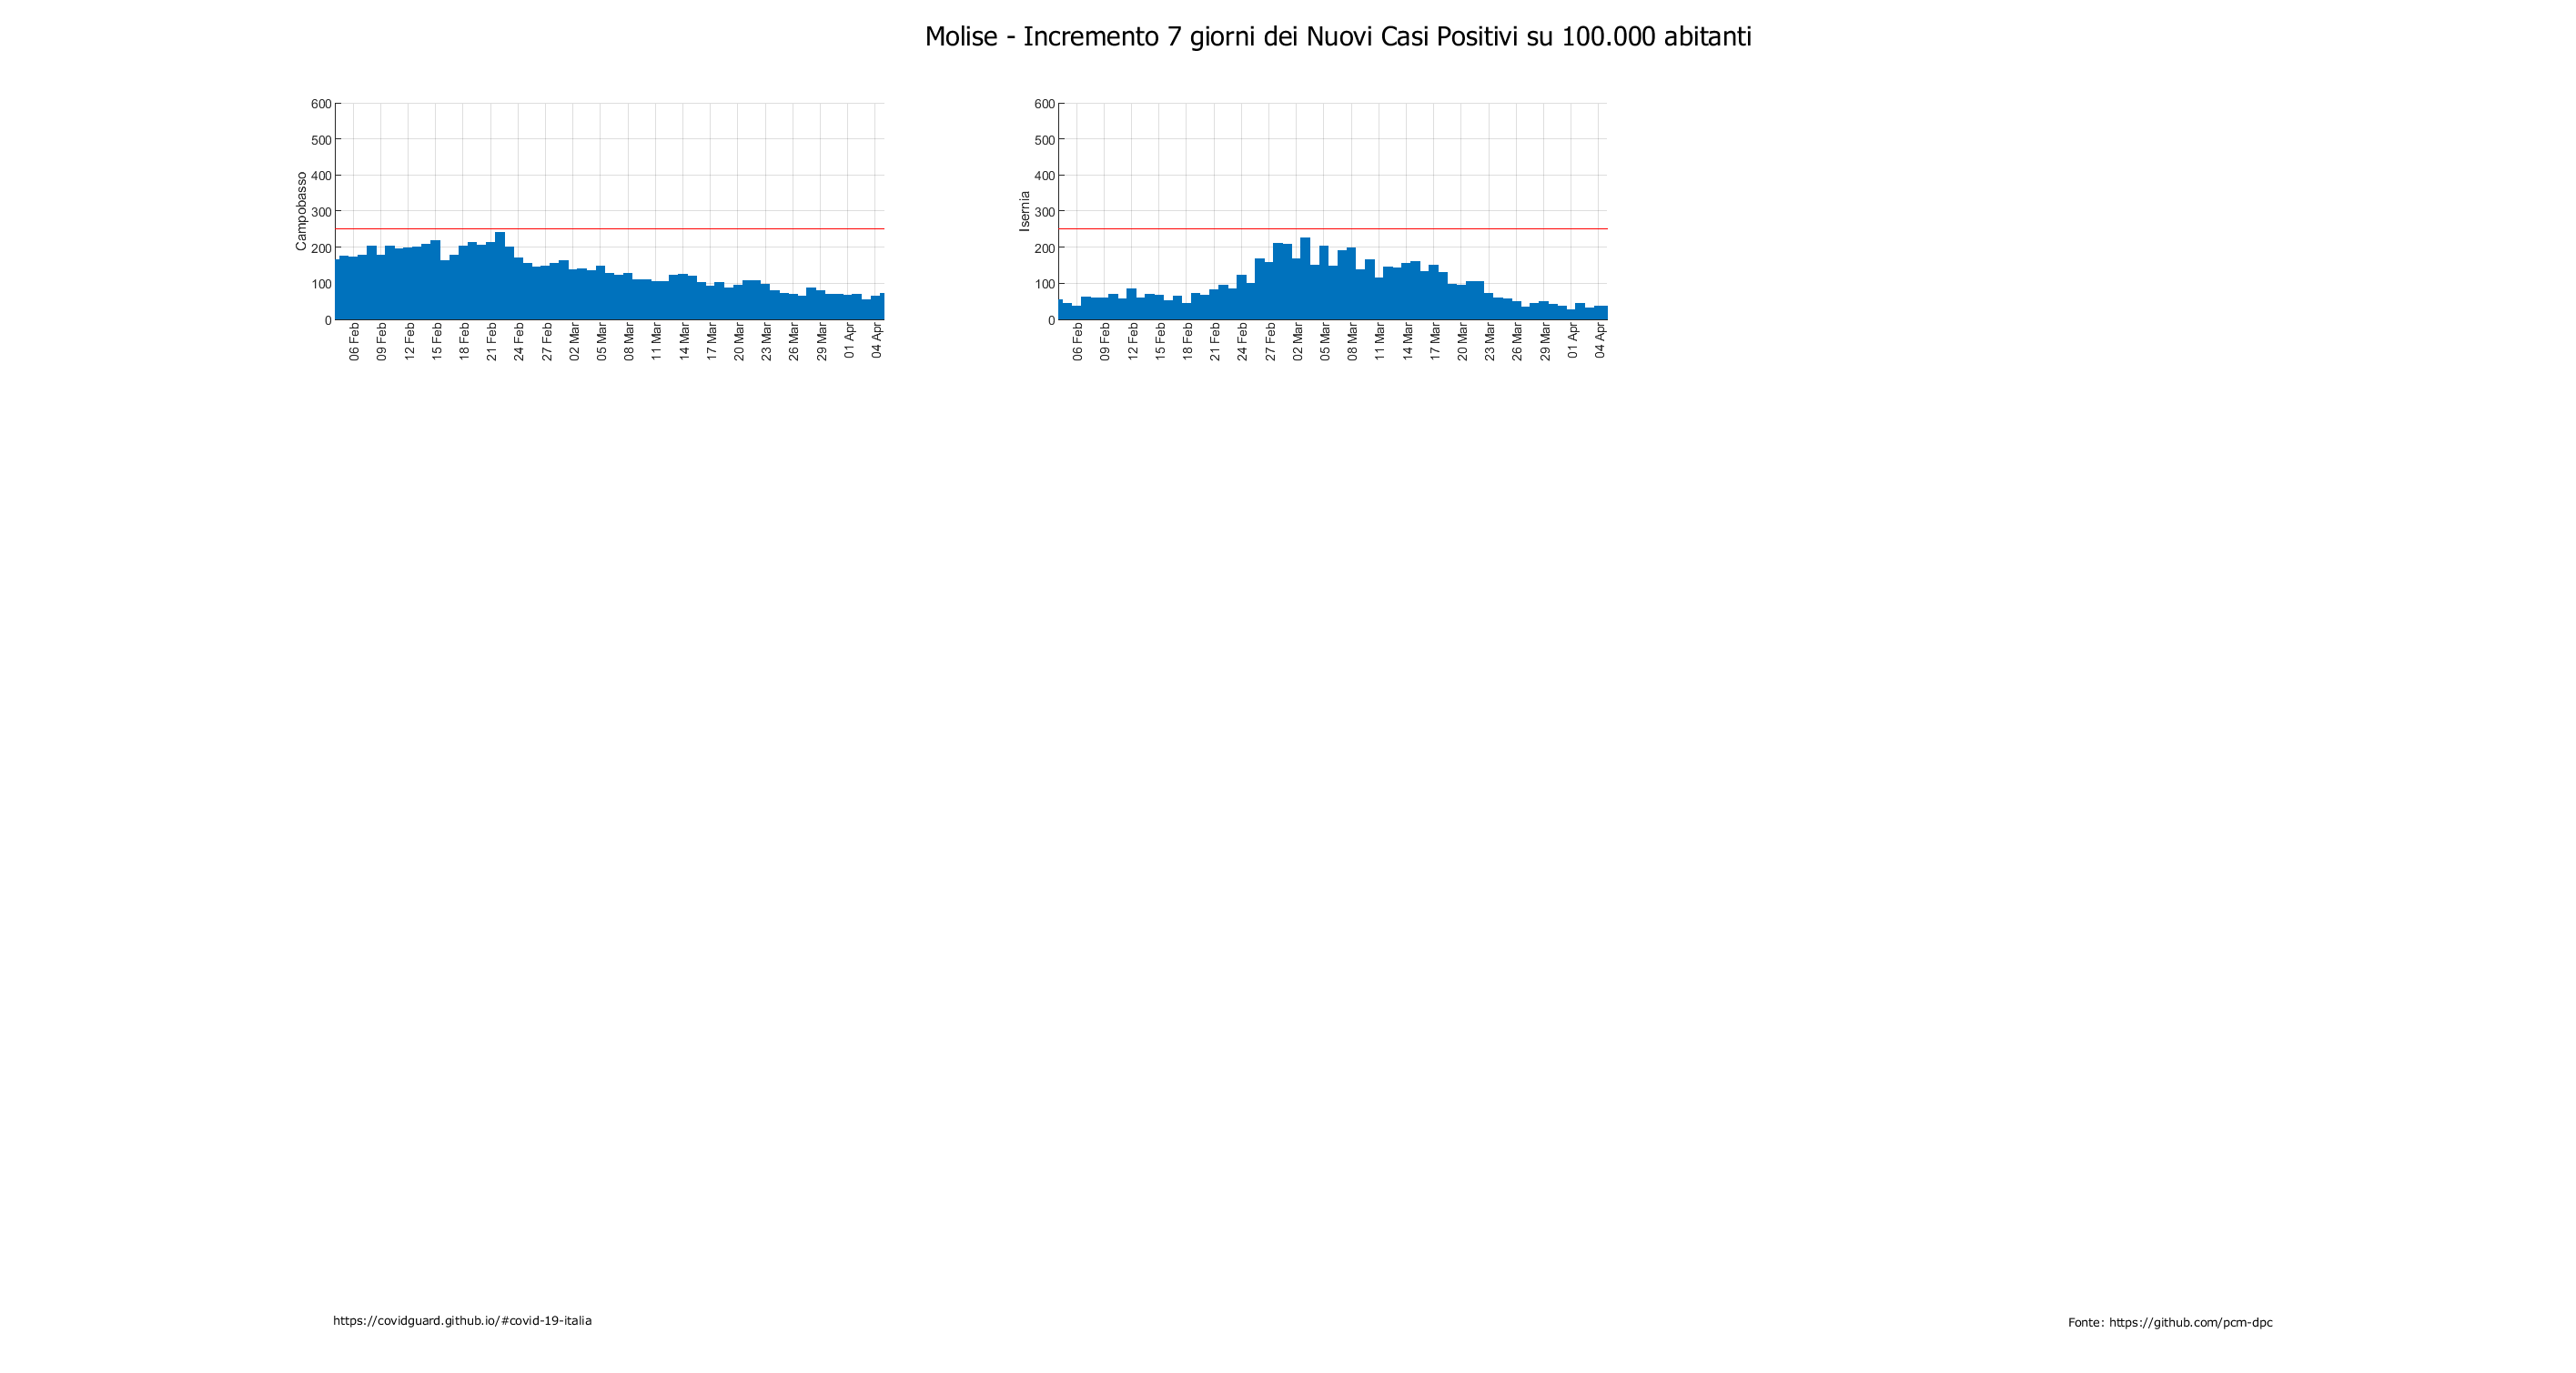 Molise - Incremento 7 giorni dei Nuovi Casi Positivi su 100.000 abitanti
Campobasso
600
500
400
300
200
100
0
06 Feb
09 Feb
12 Feb
15 Feb
18 Feb
21 Feb
24 Feb
27 Feb
02 Mar
05 Mar
08 Mar
11 Mar
14 Mar
17 Mar
20 Mar
23 Mar
26 Mar
29 Mar
01 Apr
04 Apr
Isernia
600
500
400
300
200
100
0
06 Feb
09 Feb
12 Feb
15 Feb
18 Feb
21 Feb
24 Feb
27 Feb
02 Mar
05 Mar
08 Mar
11 Mar
14 Mar
17 Mar
20 Mar
23 Mar
26 Mar
29 Mar
01 Apr
04 Apr
https://covidguard.github.io/#covid-19-italia
Fonte: https://github.com/pcm-dpc